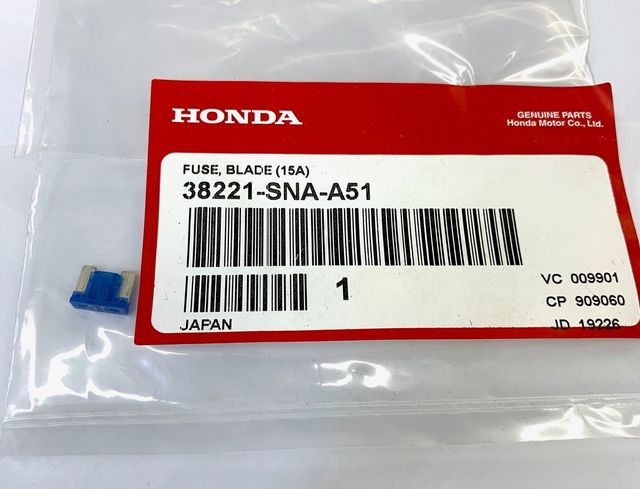 HONDA
GENUINE PARTS
Honda Motor Co., Ltd.
FUSE, BLADE (15A)
38221-SNA-A51
1
VC 009901
CP 909060
JAPAN
JD 19226